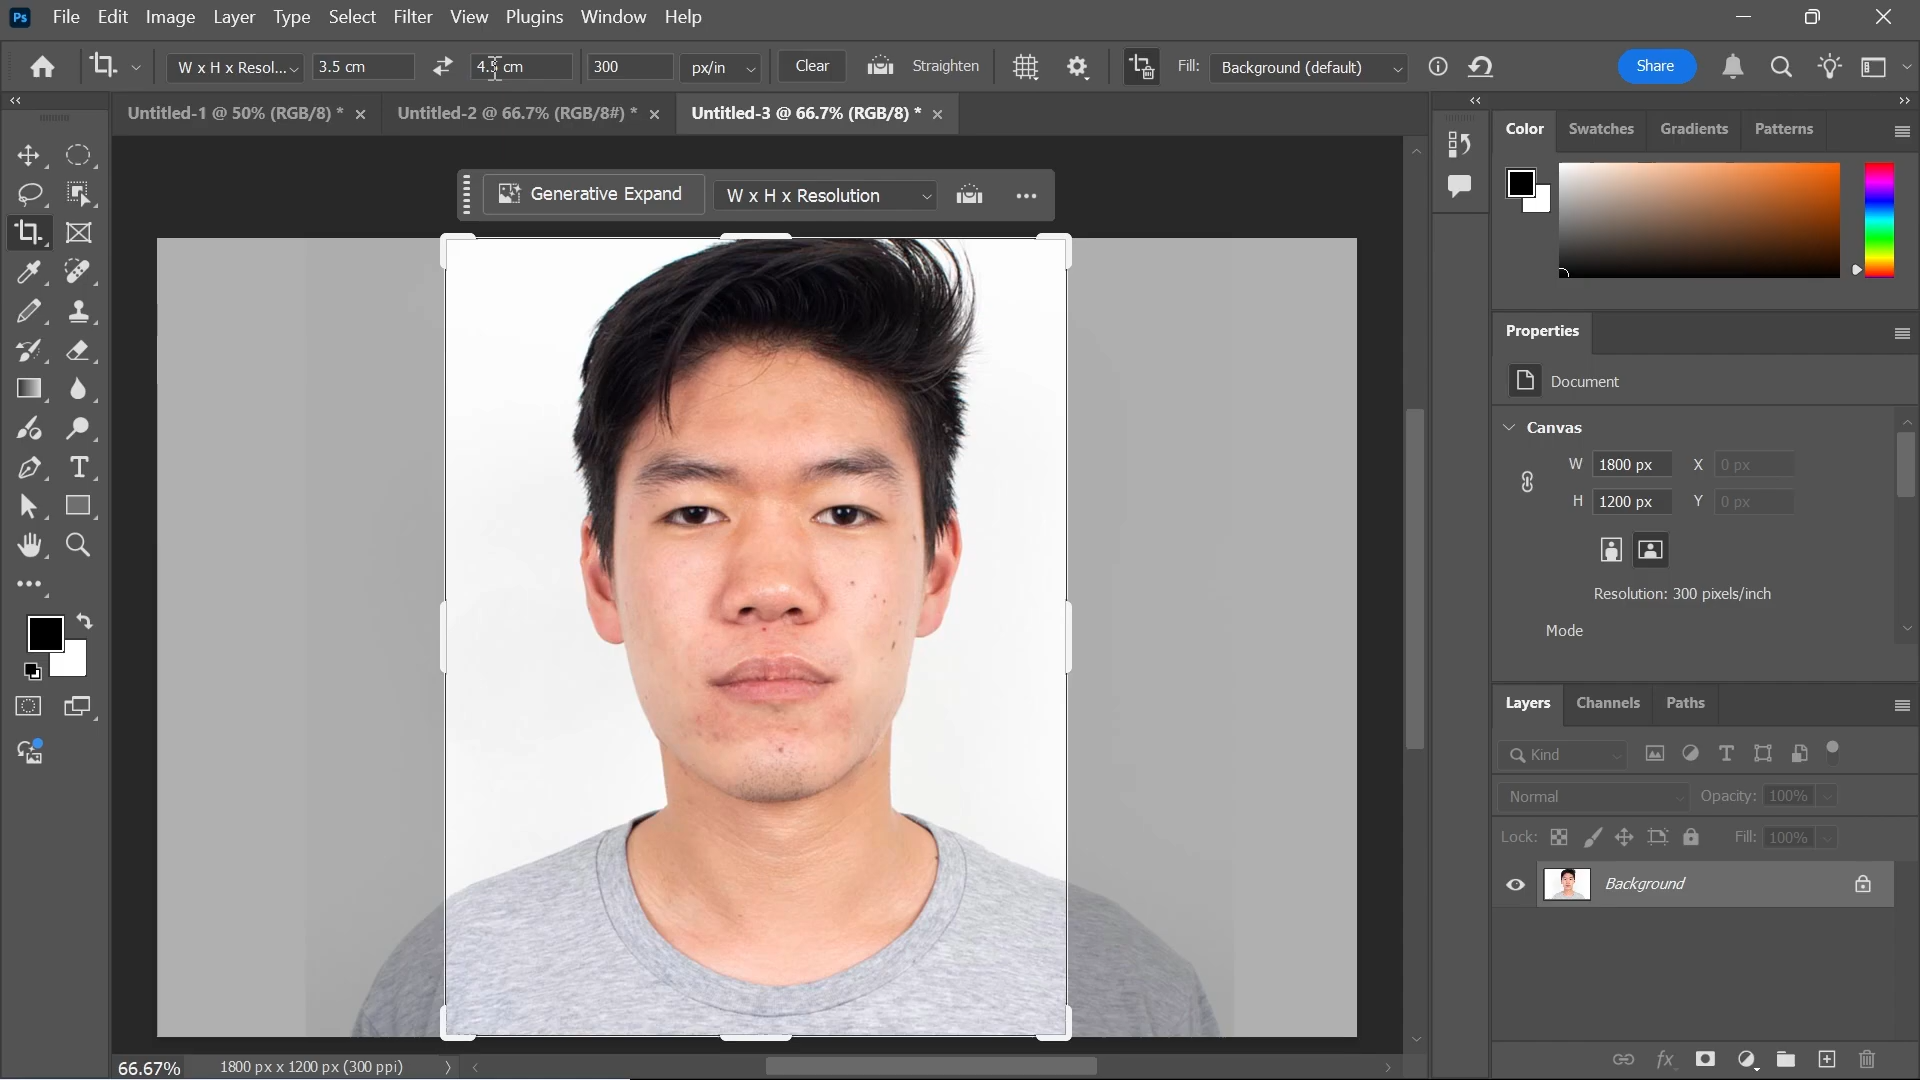 Ps File Edit Image Layer Type Select Filter View Plugins Window Help
W x H x Resol... 3.5 cm 4.5 cm 300 px/in Clear Straighten Fill: Background (default) Share
Untitled-1 @ 50% (RGB/8) * Untitled-2 @ 66.7% (RGB/8#) * Untitled-3 @ 66.7% (RGB/8) *
Generative Expand W x H x Resolution
Color Swatches Gradients Patterns
Properties
Document
Canvas
W 1800 px X 0 px
H 1200 px Y 0 px
Resolution: 300 pixels/inch
Mode
Layers Channels Paths
Kind
Normal Opacity: 100%
Lock: Fill: 100%
Background
66.67% 1800 px x 1200 px (300 ppi)